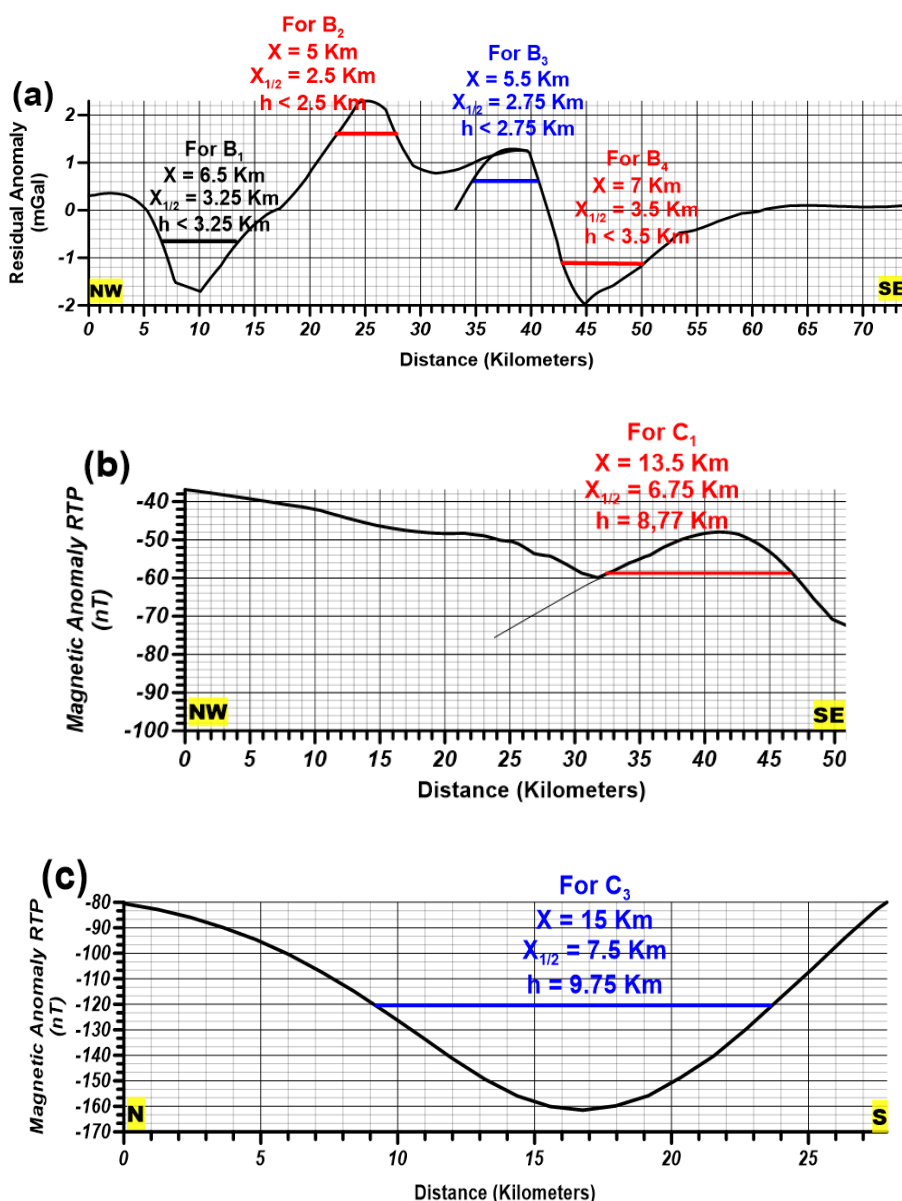 (a)
For B₂
X = 5 Km
X₁/₂ = 2.5 Km
h < 2.5 Km
For B₃
X = 5.5 Km
X₁/₂ = 2.75 Km
h < 2.75 Km
For B₁
X = 6.5 Km
X₁/₂ = 3.25 Km
h < 3.25 Km
For B₄
X = 7 Km
X₁/₂ = 3.5 Km
h < 3.5 Km
Residual Anomaly
(mGal)
2
1
0
-1
-2
NW
SE
0 5 10 15 20 25 30 35 40 45 50 55 60 65 70
Distance (Kilometers)
(b)
For C₁
X = 13.5 Km
X₁/₂ = 6.75 Km
h = 8,77 Km
Magnetic Anomaly RTP
(nT)
-40
-50
-60
-70
-80
-90
-100
NW
SE
0 5 10 15 20 25 30 35 40 45 50
Distance (Kilometers)
(c)
For C₃
X = 15 Km
X₁/₂ = 7.5 Km
h = 9.75 Km
Magnetic Anomaly RTP
(nT)
-80
-90
-100
-110
-120
-130
-140
-150
-160
-170
N
S
0 5 10 15 20 25
Distance (Kilometers)